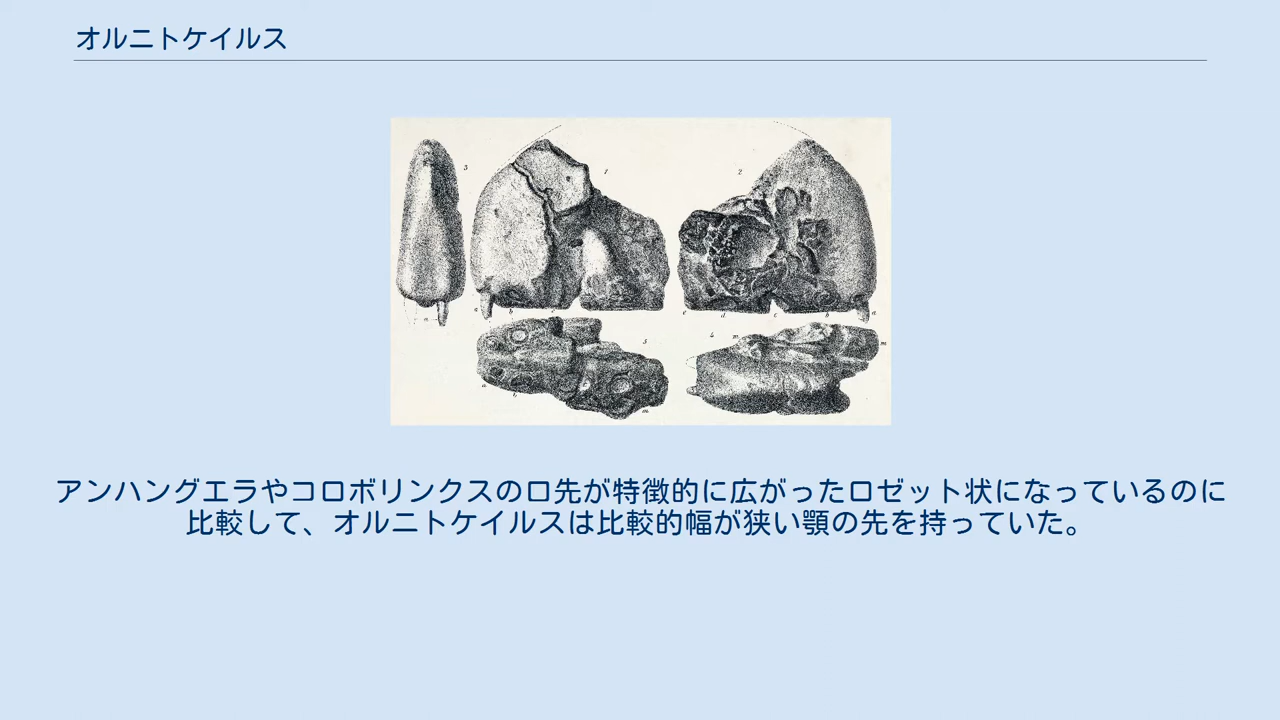 オルニトケイルス
アンハングエラやコロボリンクスの口先が特徴的に広がったロゼット状になっているのに
比較して、オルニトケイルスは比較的幅が狭い顎の先を持っていた。